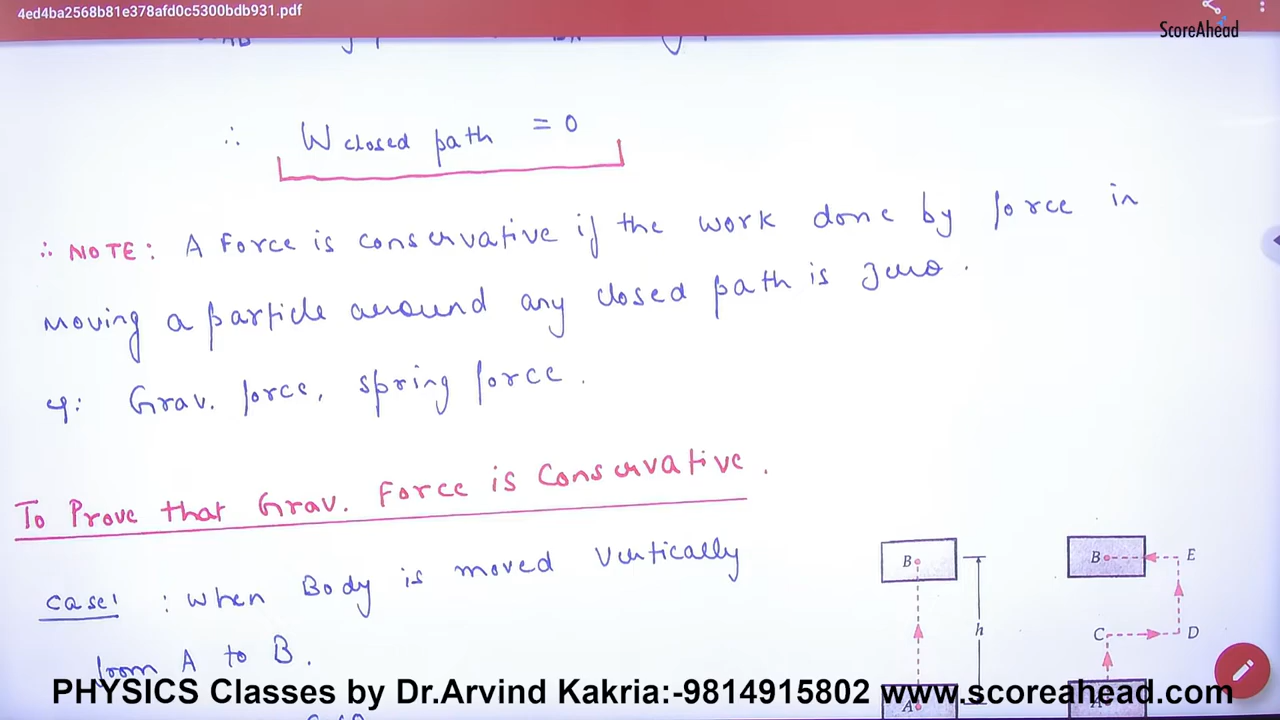 4ed4ba2568b81e378afd0c5300bdb931.pdf
ScoreAhead
∴ W closed path = 0
∴ NOTE: A Force is conservative if the work done by force in
moving a particle around any closed path is zero.
eg: Grav. force, spring force.
To Prove that Grav. Force is Conservative.
Case 1 : When Body is moved vertically
from A to B.
B
h
A
B
E
C
D
A
PHYSICS Classes by Dr.Arvind Kakria:-9814915802 www.scoreahead.com